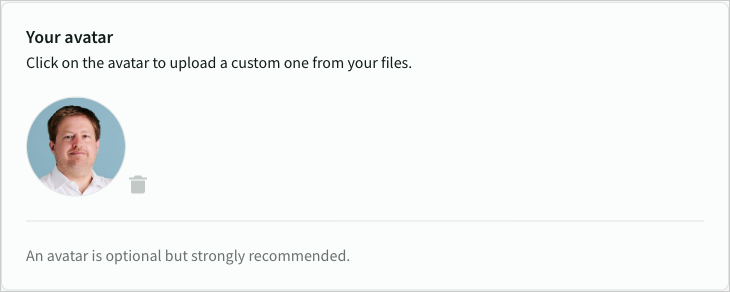 Your avatar
Click on the avatar to upload a custom one from your files.
An avatar is optional but strongly recommended.